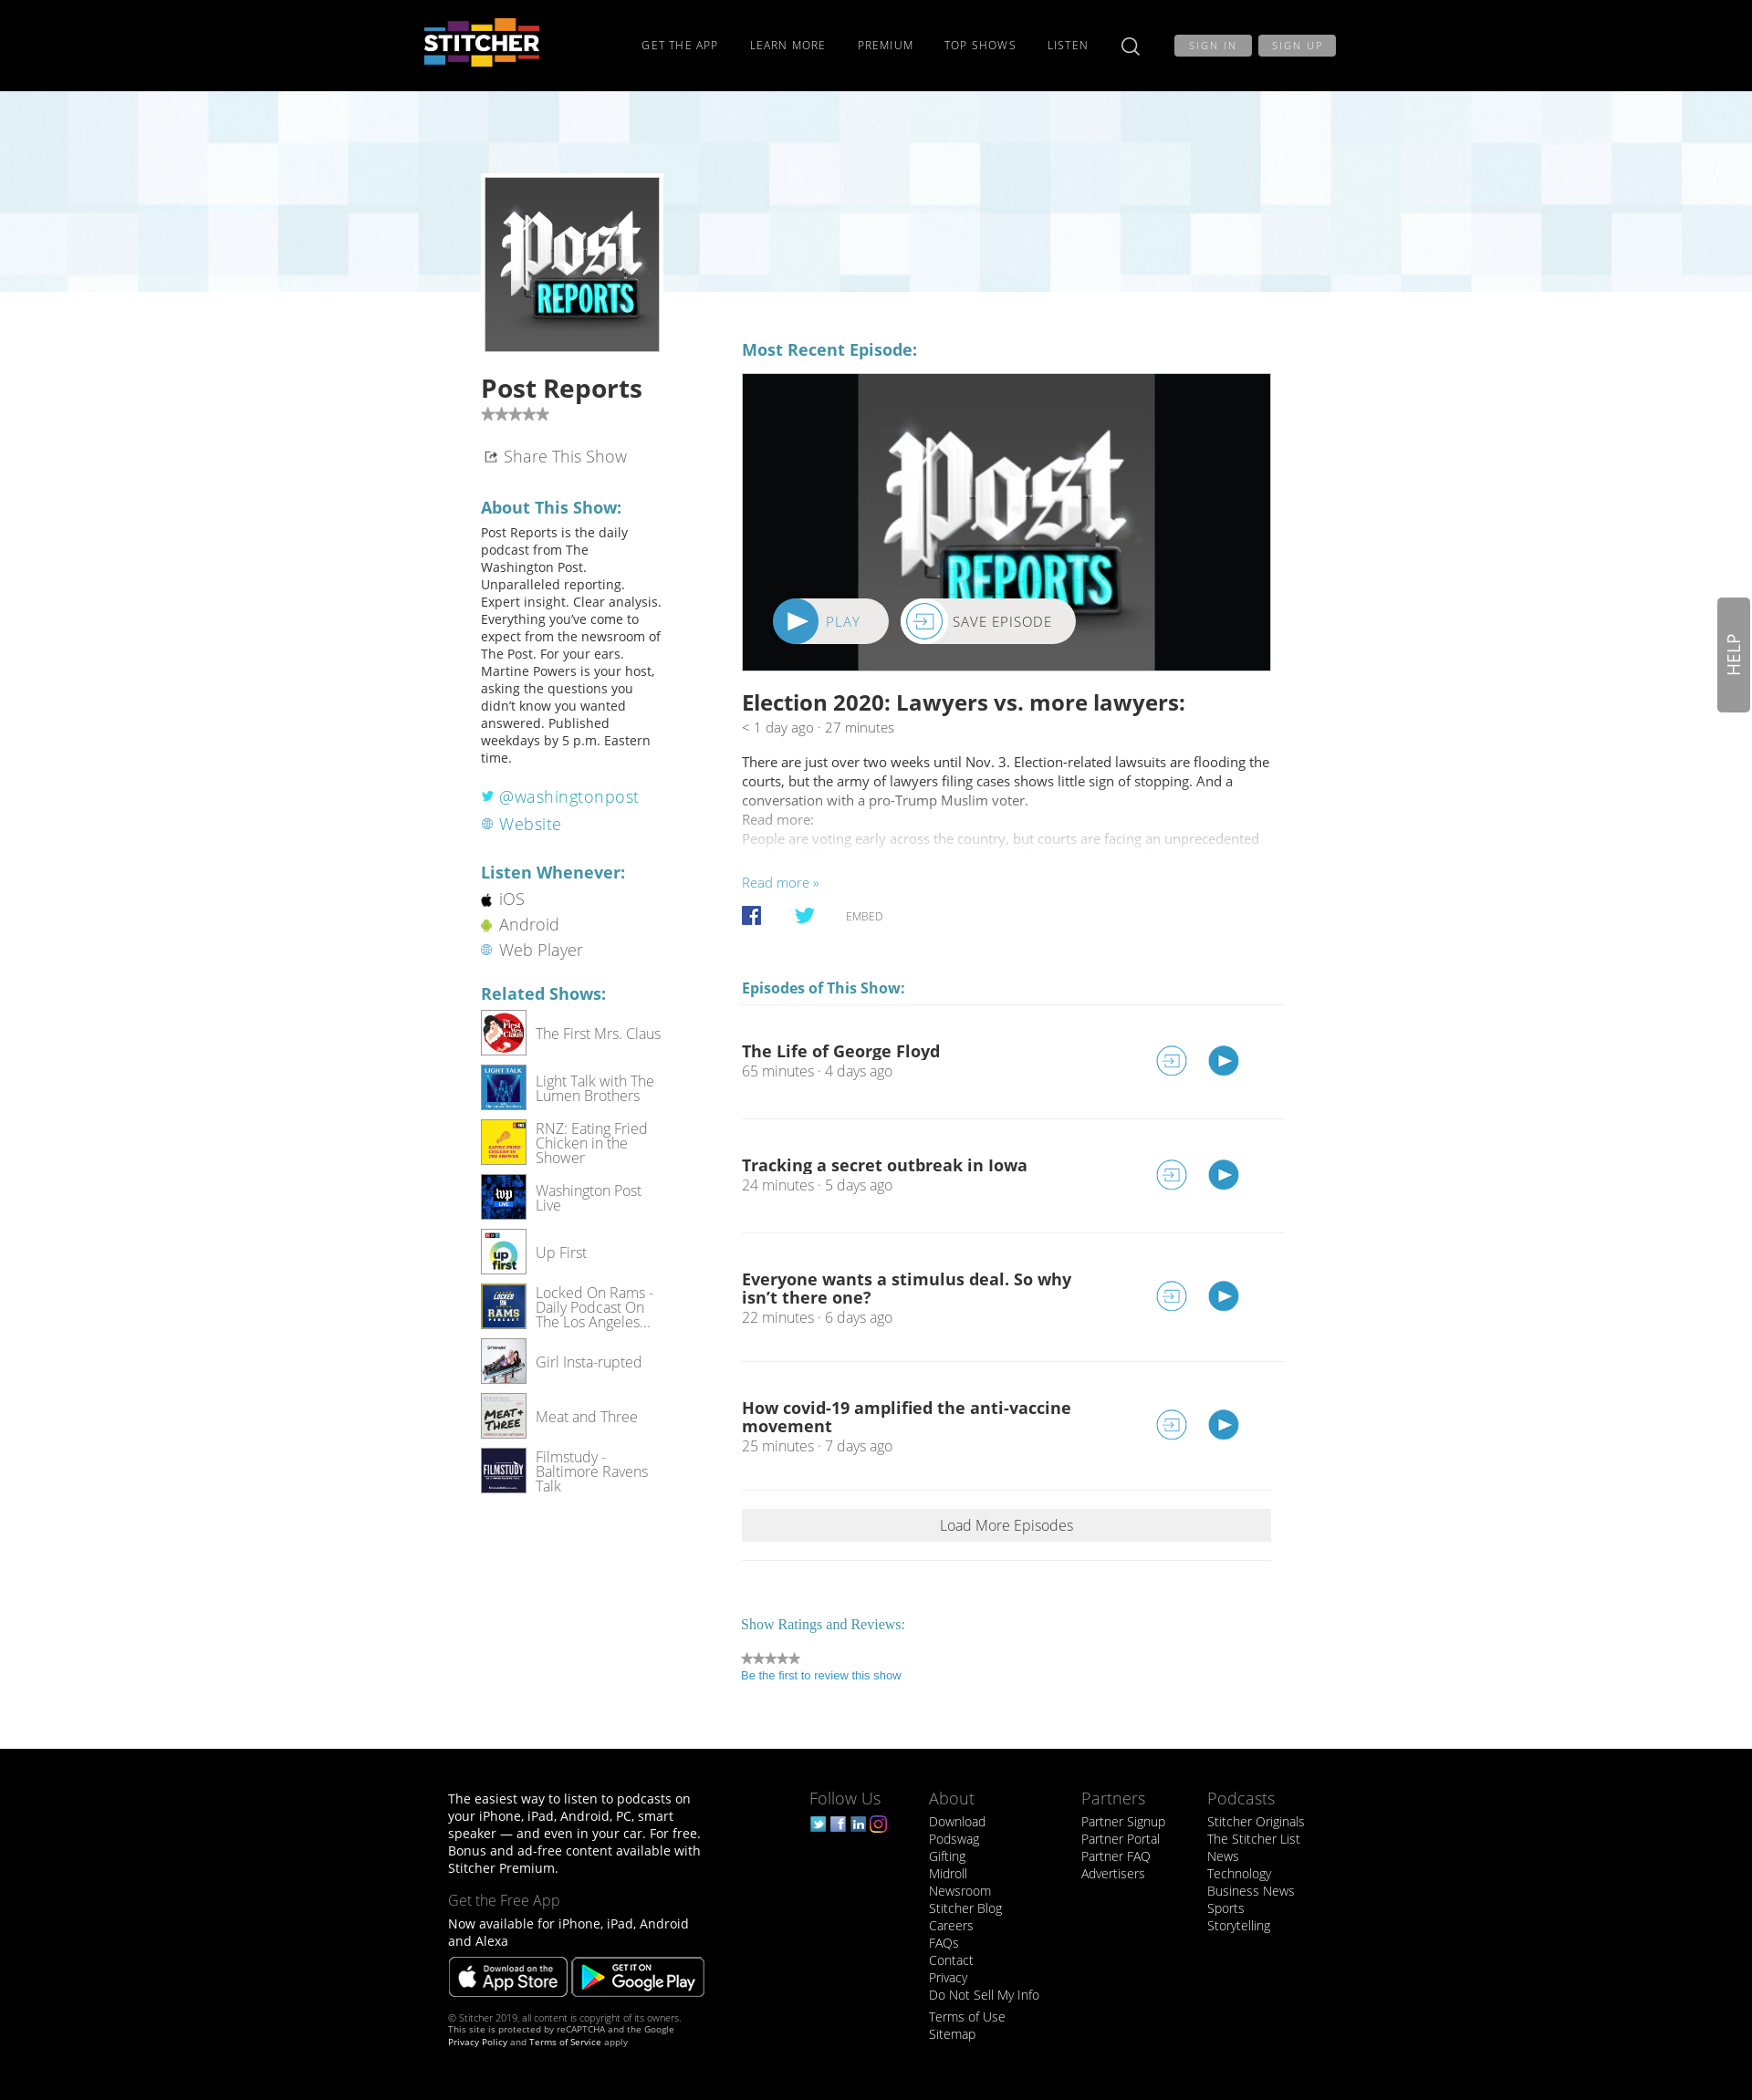 STITCHER
GET THE APP LEARN MORE PREMIUM TOP SHOWS LISTEN SIGN IN SIGN UP
Post
REPORTS
Post Reports
Share This Show
About This Show:
Post Reports is the daily
podcast from The
Washington Post.
Unparalleled reporting.
Expert insight. Clear analysis.
Everything you’ve come to
expect from the newsroom of
The Post. For your ears.
Martine Powers is your host,
asking the questions you
didn’t know you wanted
answered. Published
weekdays by 5 p.m. Eastern
time.
@washingtonpost
Website
Listen Whenever:
iOS
Android
Web Player
Related Shows:
The First Mrs. Claus
Light Talk with The
Lumen Brothers
RNZ: Eating Fried
Chicken in the
Shower
Washington Post
Live
Up First
Locked On Rams -
Daily Podcast On
The Los Angeles...
Girl Insta-rupted
Meat and Three
Filmstudy -
Baltimore Ravens
Talk
Most Recent Episode:
Post
REPORTS
PLAY SAVE EPISODE
Election 2020: Lawyers vs. more lawyers:
< 1 day ago · 27 minutes
There are just over two weeks until Nov. 3. Election-related lawsuits are flooding the
courts, but the army of lawyers filing cases shows little sign of stopping. And a
conversation with a pro-Trump Muslim voter.
Read more:
People are voting early across the country, but courts are facing an unprecedented
Read more »
EMBED
Episodes of This Show:
The Life of George Floyd
65 minutes · 4 days ago
Tracking a secret outbreak in Iowa
24 minutes · 5 days ago
Everyone wants a stimulus deal. So why
isn’t there one?
22 minutes · 6 days ago
How covid-19 amplified the anti-vaccine
movement
25 minutes · 7 days ago
Load More Episodes
Show Ratings and Reviews:
Be the first to review this show
HELP
The easiest way to listen to podcasts on
your iPhone, iPad, Android, PC, smart
speaker — and even in your car. For free.
Bonus and ad-free content available with
Stitcher Premium.
Get the Free App
Now available for iPhone, iPad, Android
and Alexa
Download on the
App Store
GET IT ON
Google Play
© Stitcher 2019, all content is copyright of its owners.
This site is protected by reCAPTCHA and the Google
Privacy Policy and Terms of Service apply
Follow Us
About
Download
Podswag
Gifting
Midroll
Newsroom
Stitcher Blog
Careers
FAQs
Contact
Privacy
Do Not Sell My Info
Terms of Use
Sitemap
Partners
Partner Signup
Partner Portal
Partner FAQ
Advertisers
Podcasts
Stitcher Originals
The Stitcher List
News
Technology
Business News
Sports
Storytelling